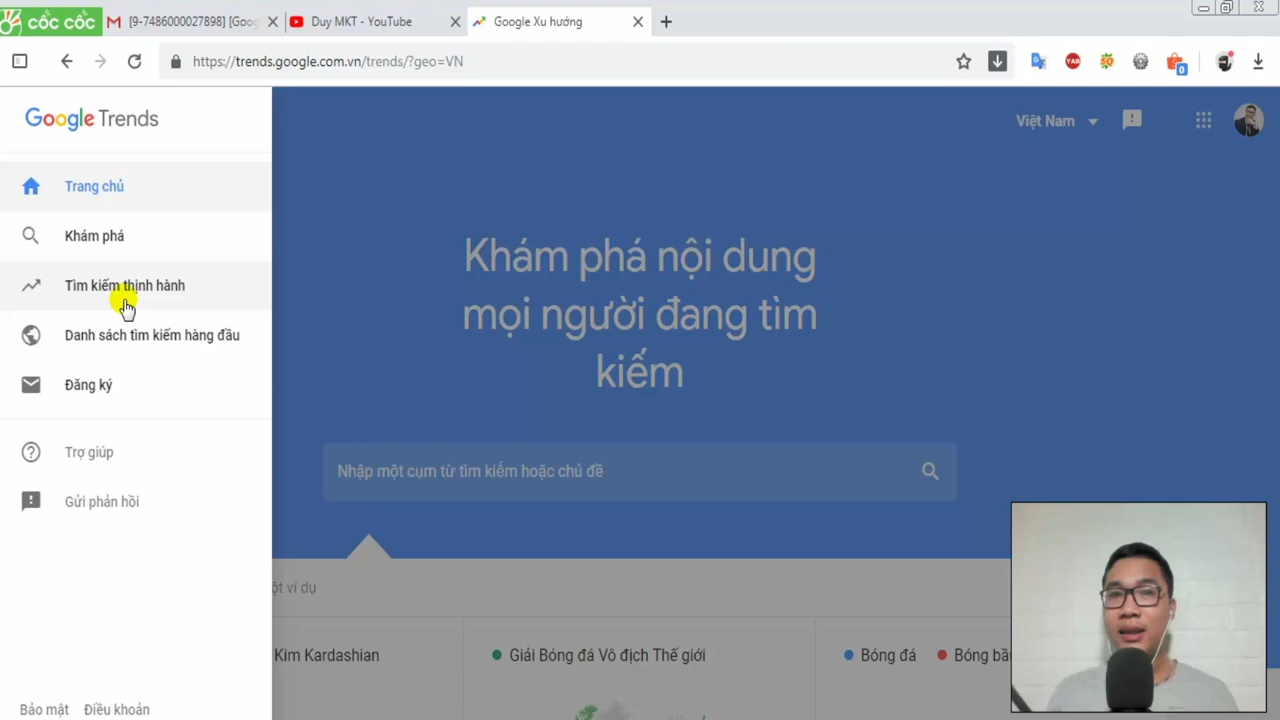 cốc cốc
[9-7486000027898] [Goog
Duy MKT - YouTube
Google Xu hướng
https://trends.google.com.vn/trends/?geo=VN
YAB
0
Google Trends
Việt Nam
Trang chủ
Khám phá
Tìm kiếm thịnh hành
Danh sách tìm kiếm hàng đầu
Đăng ký
Trợ giúp
Gửi phản hồi
Khám phá nội dung
mọi người đang tìm
kiếm
Nhập một cụm từ tìm kiếm hoặc chủ đề
ột ví dụ
Kim Kardashian
Giải Bóng đá Vô địch Thế giới
Bóng đá
Bóng bầ
Bảo mật
Điều khoản